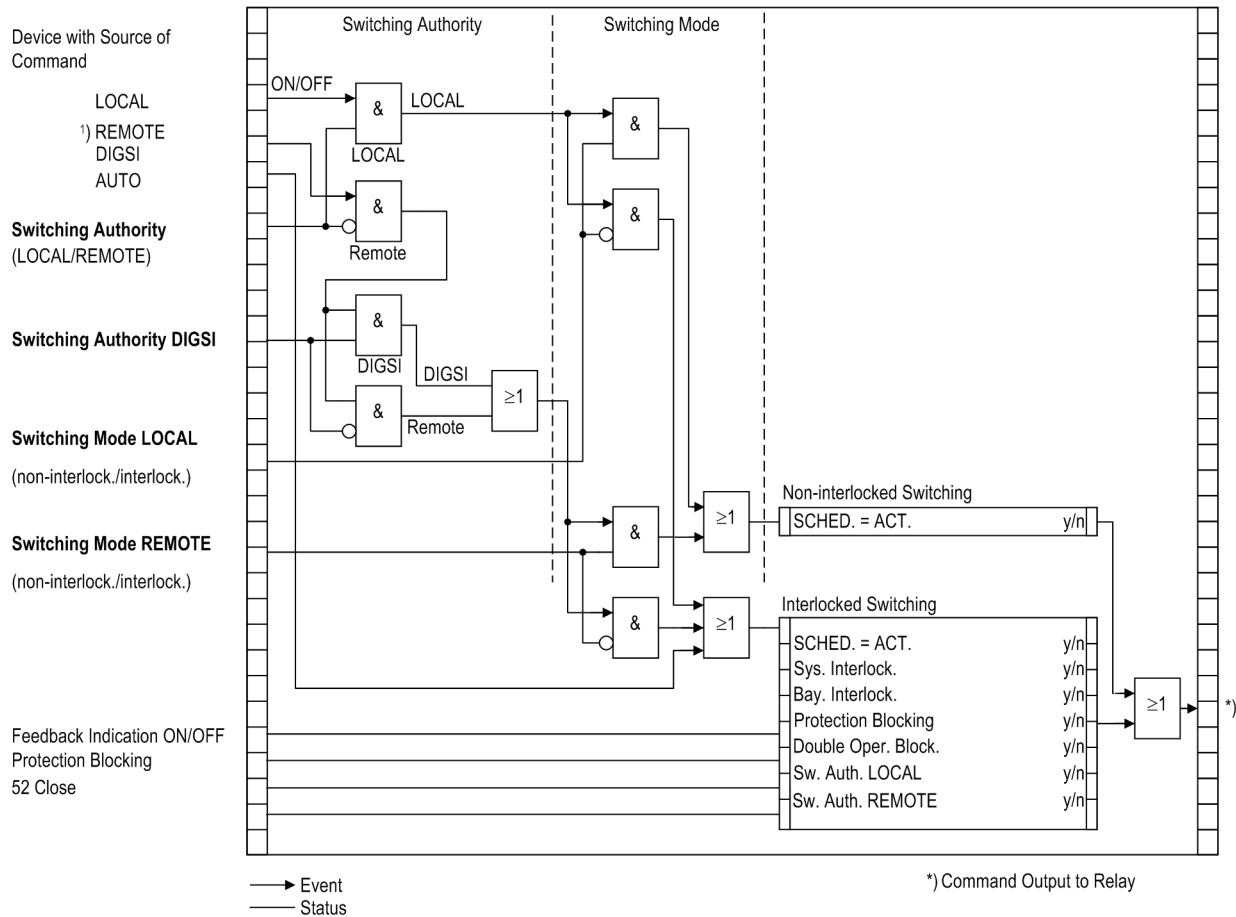 Switching Authority
Switching Mode
Device with Source of
Command
LOCAL
¹) REMOTE
DIGSI
AUTO
Switching Authority
(LOCAL/REMOTE)
Switching Authority DIGSI
Switching Mode LOCAL
(non-interlock./interlock.)
Switching Mode REMOTE
(non-interlock./interlock.)
Feedback Indication ON/OFF
Protection Blocking
52 Close
ON/OFF
&
LOCAL
LOCAL
&
Remote
&
DIGSI
DIGSI
&
Remote
≥1
&
&
&
≥1
&
≥1
Non-interlocked Switching
SCHED. = ACT. y/n
Interlocked Switching
SCHED. = ACT. y/n
Sys. Interlock. y/n
Bay. Interlock. y/n
Protection Blocking y/n
Double Oper. Block. y/n
Sw. Auth. LOCAL y/n
Sw. Auth. REMOTE y/n
≥1
*)
Event
Status
*) Command Output to Relay